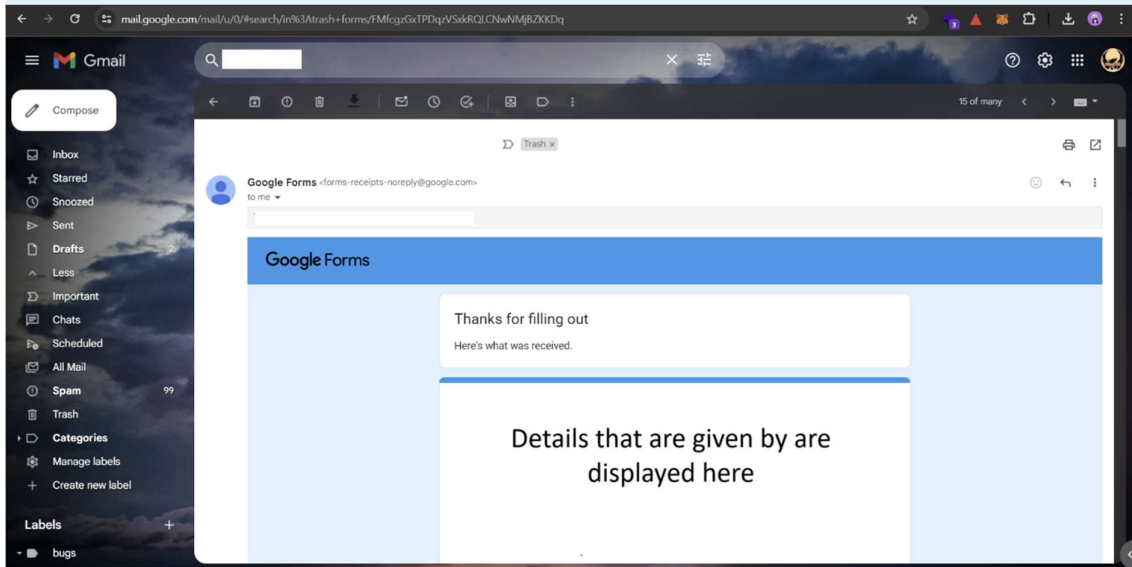 mail.google.com/mail/u/0/#search/in%3Atrash+forms/FMfcgzGxTPDqzVSxkRQLCNwNMjBZKKDq
3
Gmail
Compose
15 of many
Inbox
Starred
Snoozed
Sent
Drafts 2
Less
Important
Chats
Scheduled
All Mail
Spam 99
Trash
Categories
Manage labels
Create new label
Labels
bugs
Trash x
Google Forms <forms-receipts-noreply@google.com>
to me
Google Forms
Thanks for filling out
Here's what was received.
Details that are given by are
displayed here